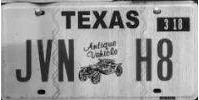 TEXAS
3 18
Antique
Vehicle
JVN H8